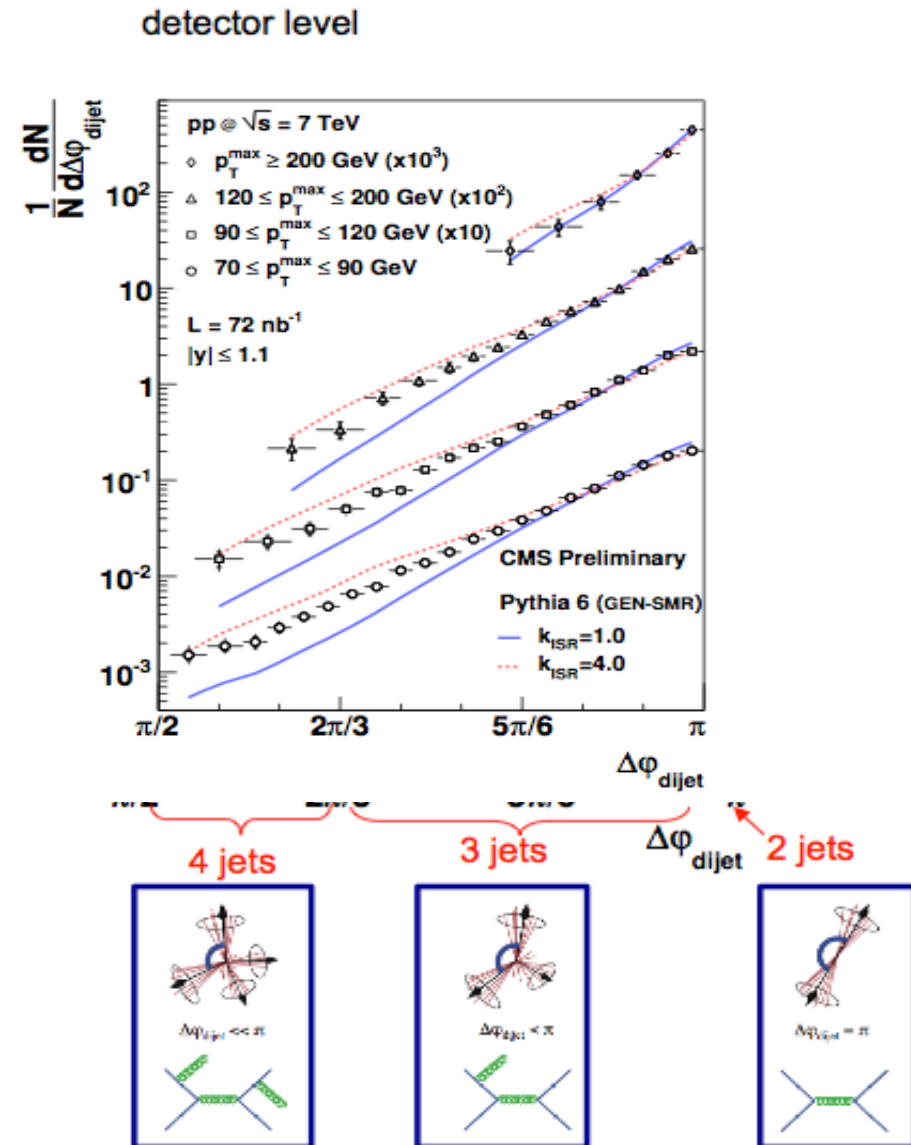 detector level
1/N dN/dΔφ_dijet
pp @ √s = 7 TeV
◇ p_T^max ≥ 200 GeV (x10³)
△ 120 ≤ p_T^max ≤ 200 GeV (x10²)
□ 90 ≤ p_T^max ≤ 120 GeV (x10)
○ 70 ≤ p_T^max ≤ 90 GeV
L = 72 nb⁻¹
|y| ≤ 1.1
10²
10
1
10⁻¹
10⁻²
10⁻³
CMS Preliminary
Pythia 6 (GEN-SMR)
k_ISR=1.0
k_ISR=4.0
π/2 2π/3 5π/6 π
Δφ_dijet
4 jets 3 jets Δφ_dijet 2 jets
Δφ_dijet << π Δφ_dijet < π Δφ_dijet = π